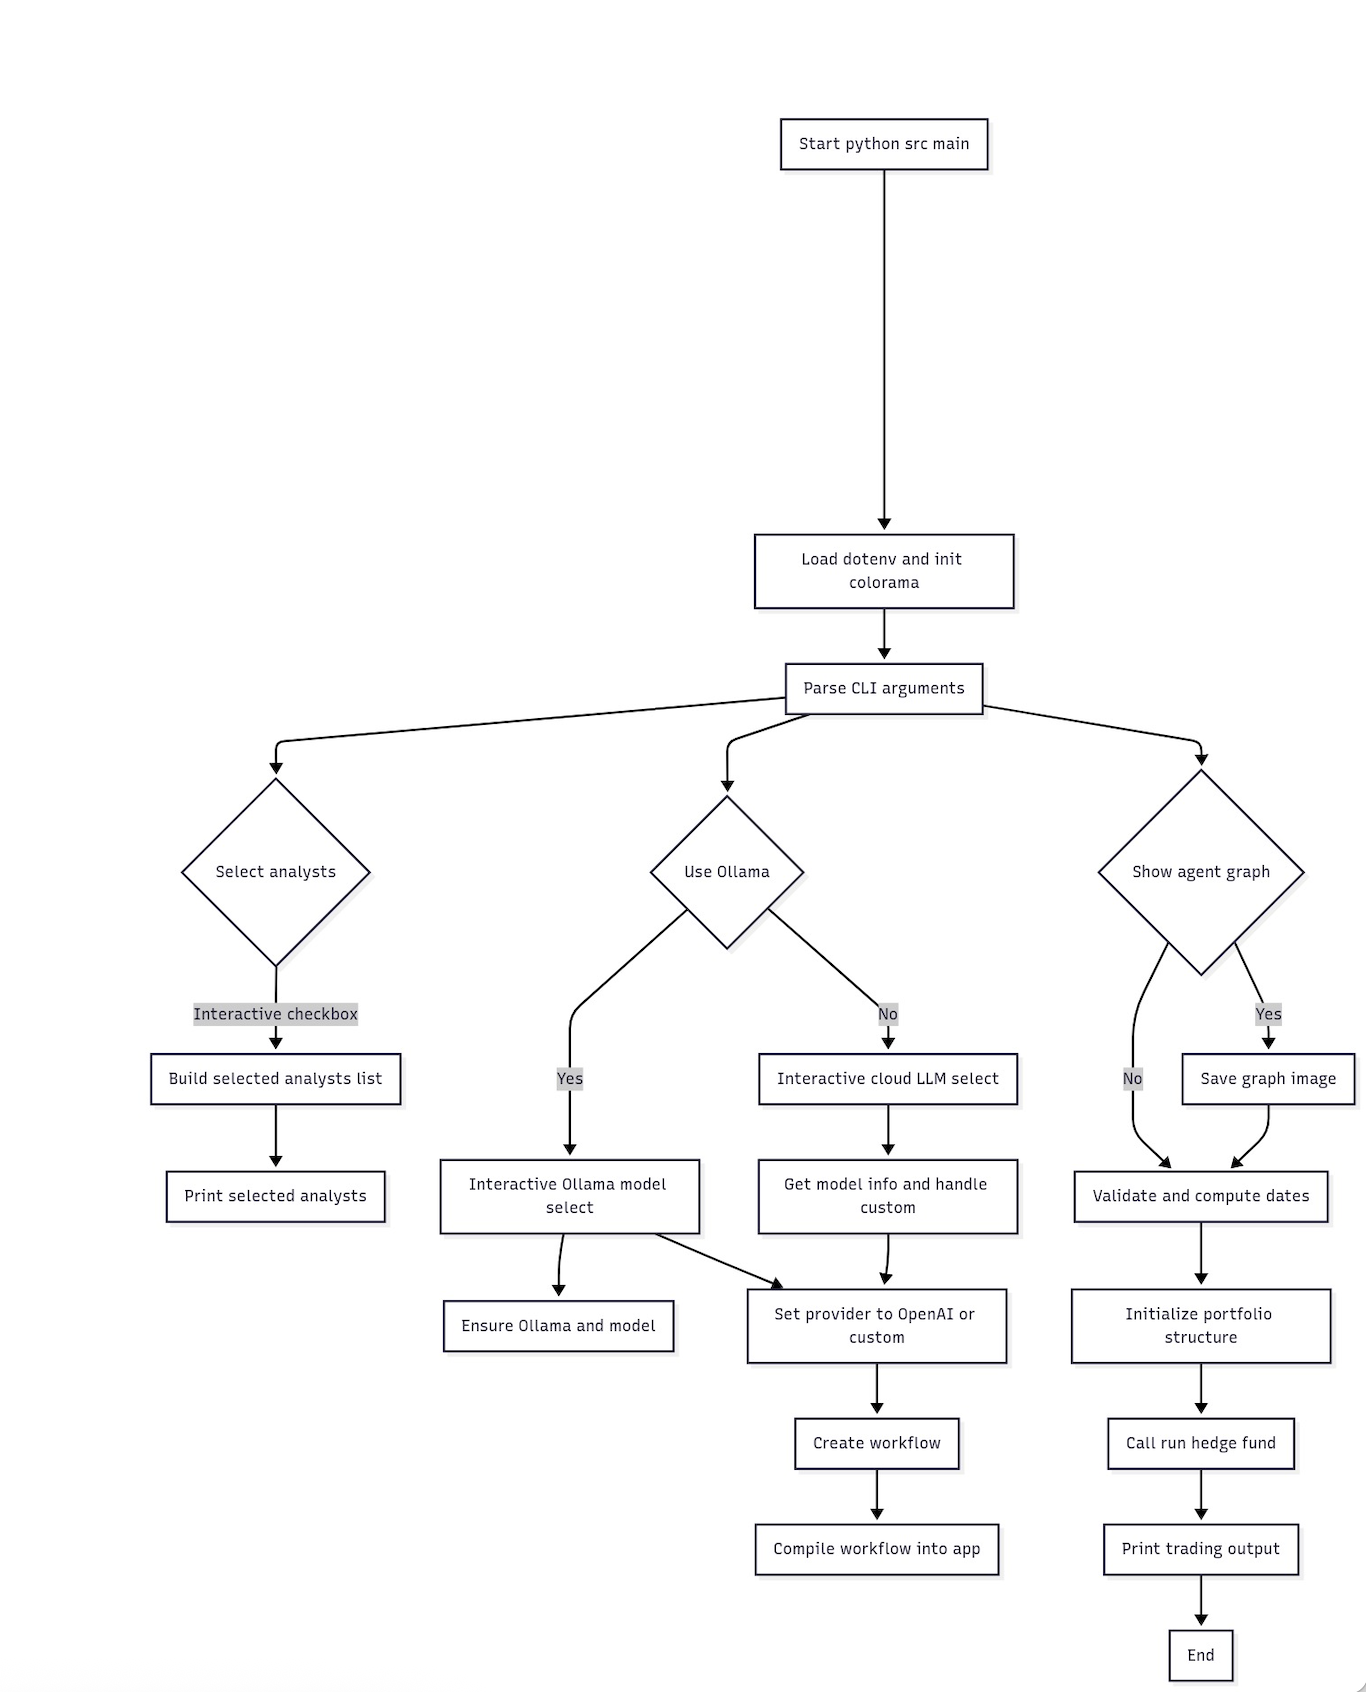 Start python src main
Load dotenv and init
colorama
Parse CLI arguments
Select analysts
Use Ollama
Show agent graph
Interactive checkbox
No
Yes
Build selected analysts list
Yes
Interactive cloud LLM select
No
Save graph image
Print selected analysts
Interactive Ollama model
select
Get model info and handle
custom
Validate and compute dates
Ensure Ollama and model
Set provider to OpenAI or
custom
Initialize portfolio
structure
Create workflow
Call run hedge fund
Compile workflow into app
Print trading output
End